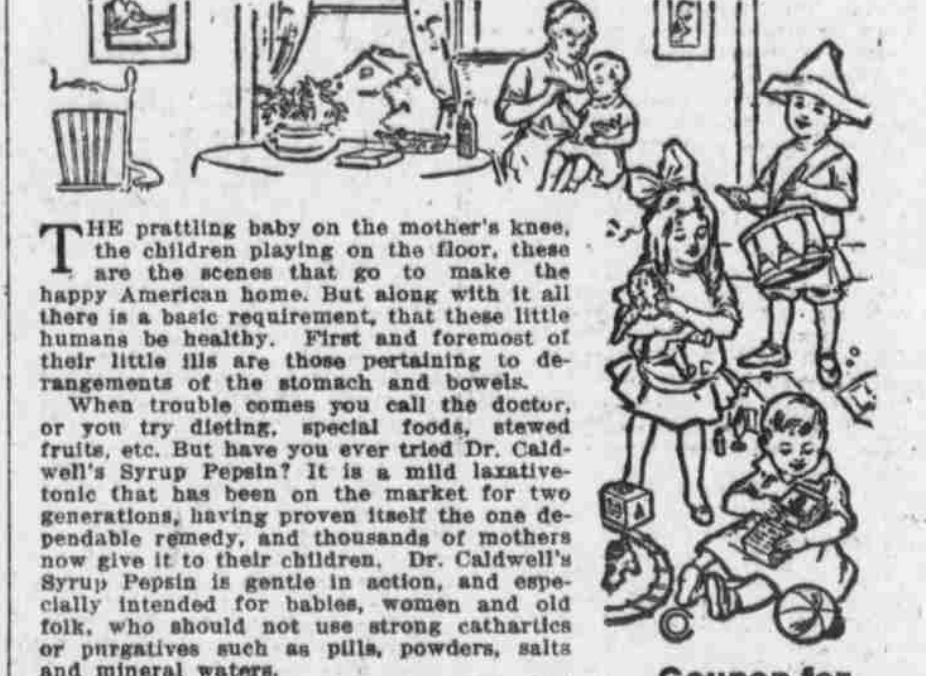 THE prattling baby on the mother's knee,
the children playing on the floor, these
are the scenes that go to make the
happy American home. But along with it all
there is a basic requirement, that these little
humans be healthy. First and foremost of
their little ills are those pertaining to de-
rangements of the stomach and bowels.
When trouble comes you call the doctor,
or you try dieting, special foods, stewed
fruits, etc. But have you ever tried Dr. Cald-
well's Syrup Pepsin? It is a mild laxative-
tonic that has been on the market for two
generations, having proven itself the one de-
pendable remedy, and thousands of mothers
now give it to their children. Dr. Caldwell's
Syrup Pepsin is gentle in action, and espe-
cially intended for babies, women and old
folk, who should not use strong cathartics
or purgatives such as pills, powders, salts
and mineral waters.
Coupon for
A